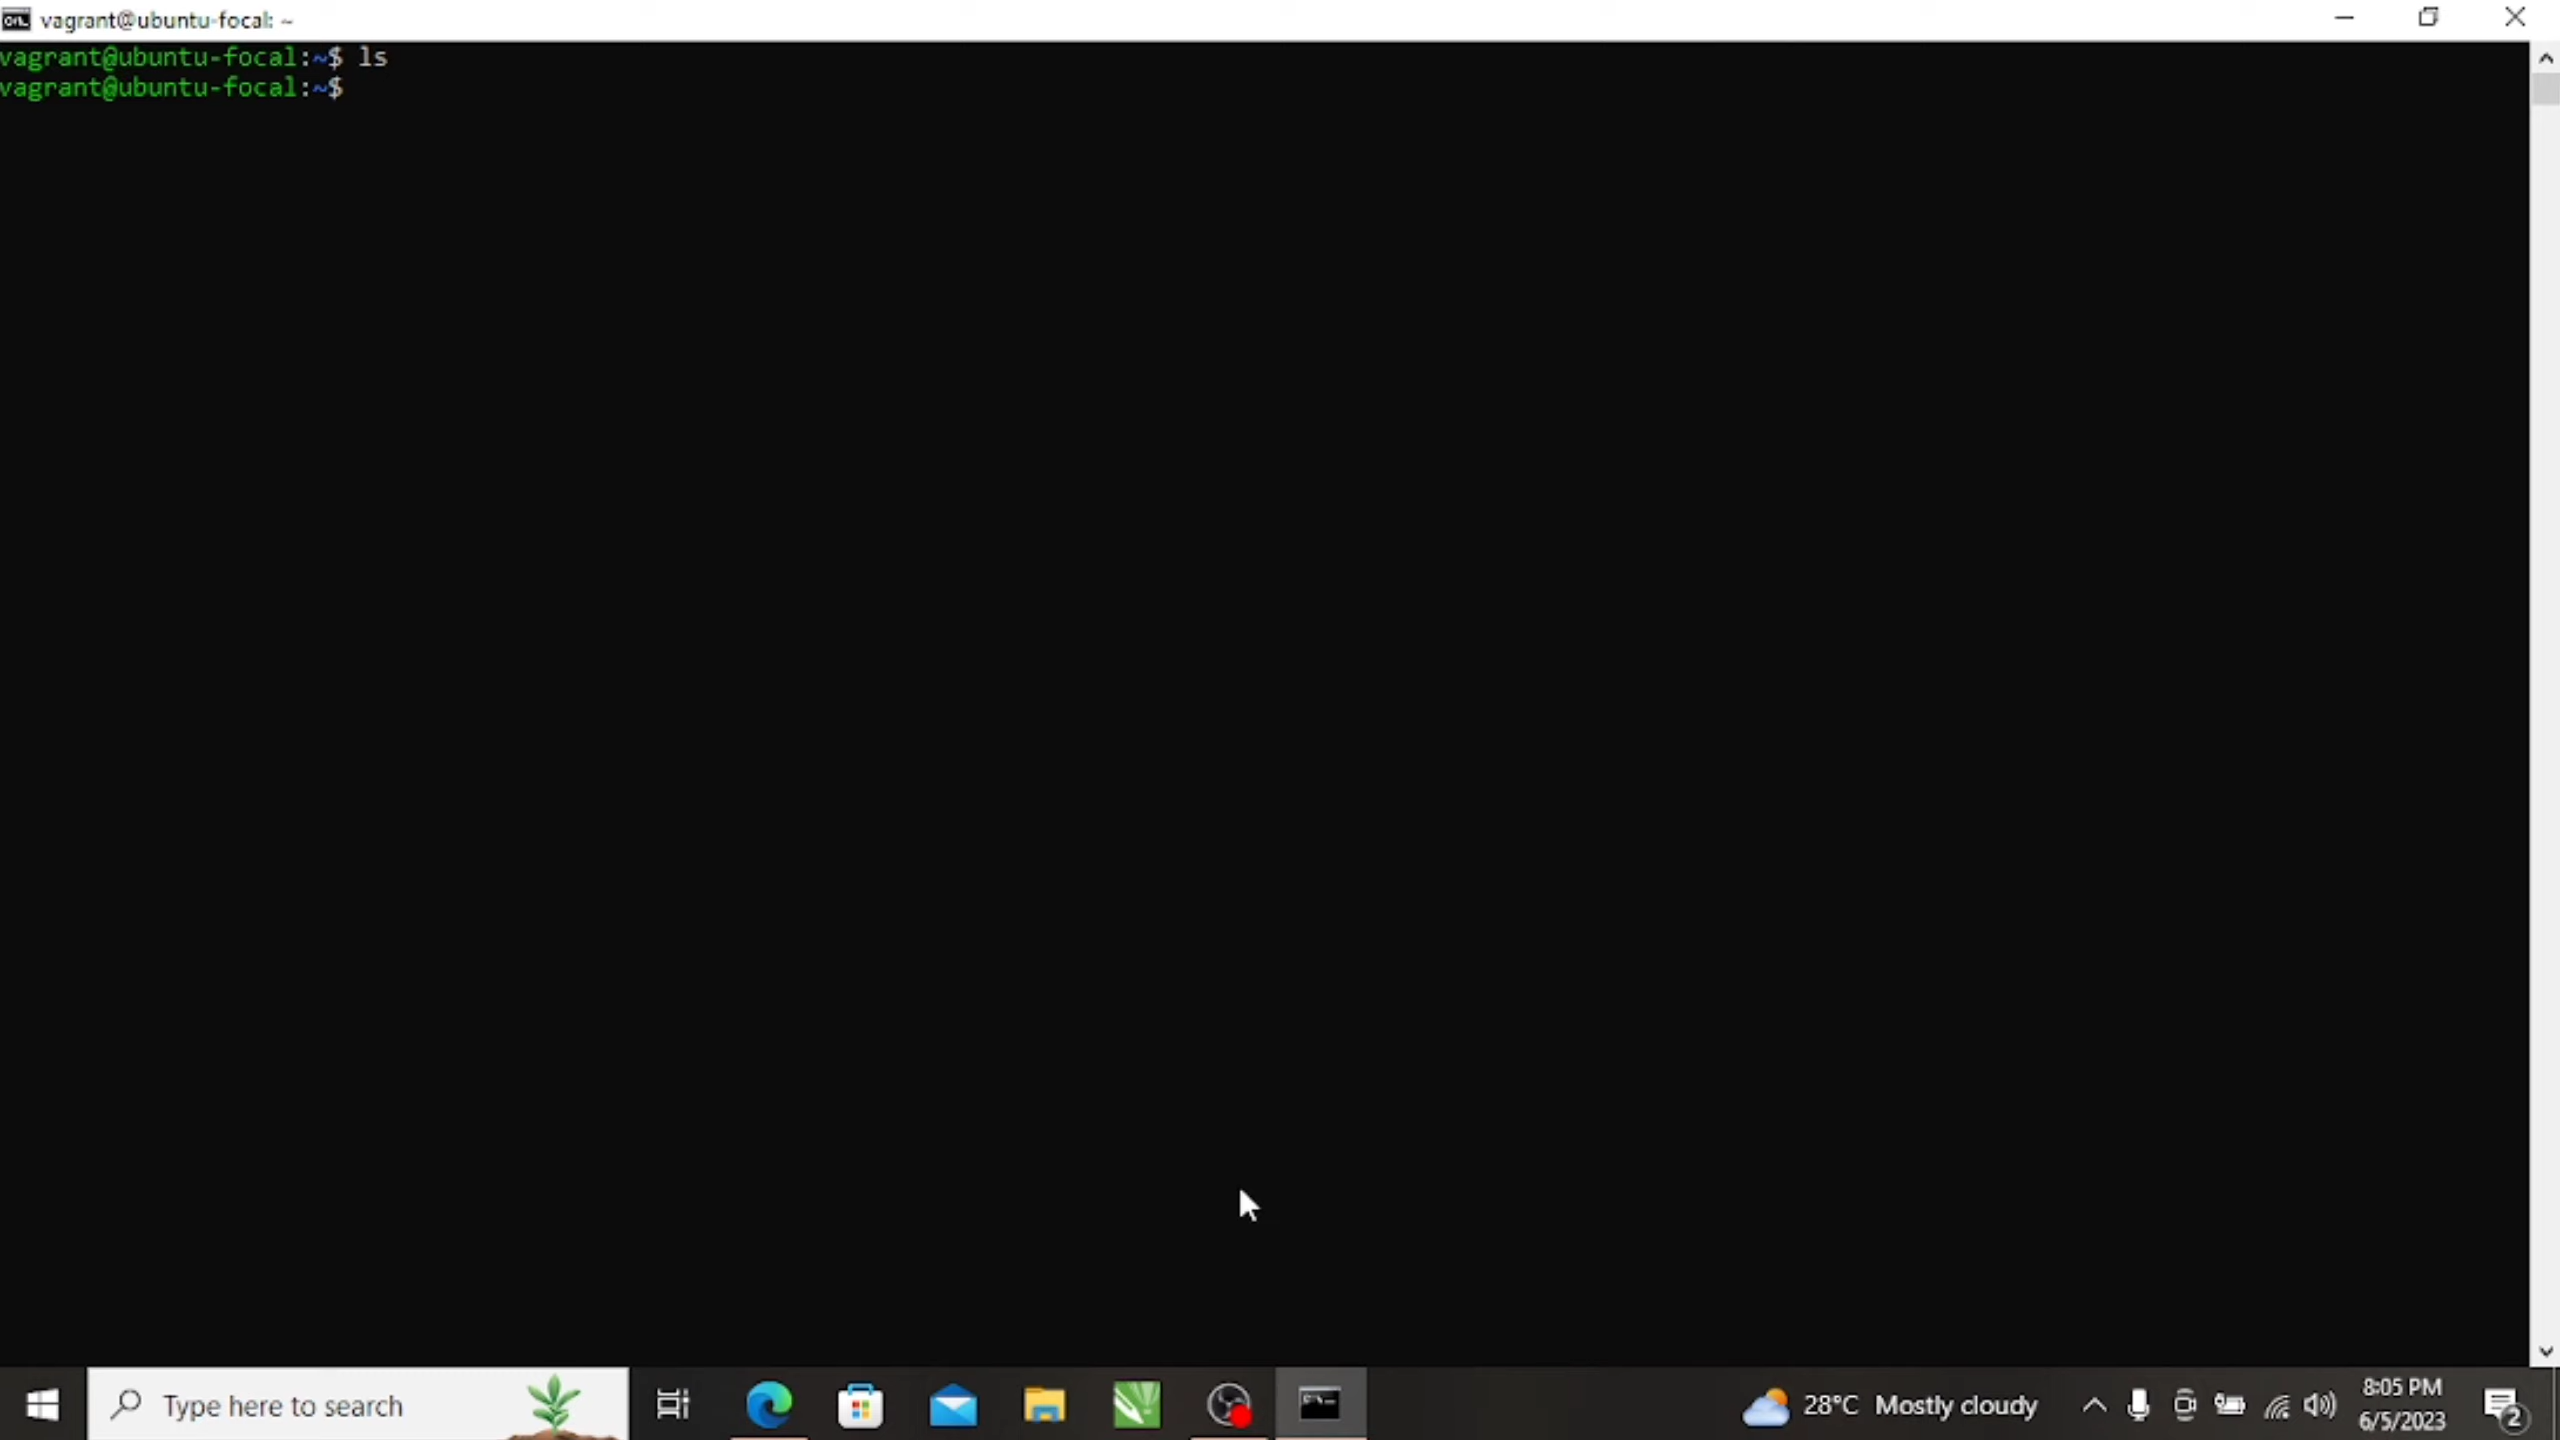 vagrant@ubuntu-focal: ~
vagrant@ubuntu-focal:~$ ls
vagrant@ubuntu-focal:~$
Type here to search
28°C Mostly cloudy
8:05 PM
6/5/2023
2